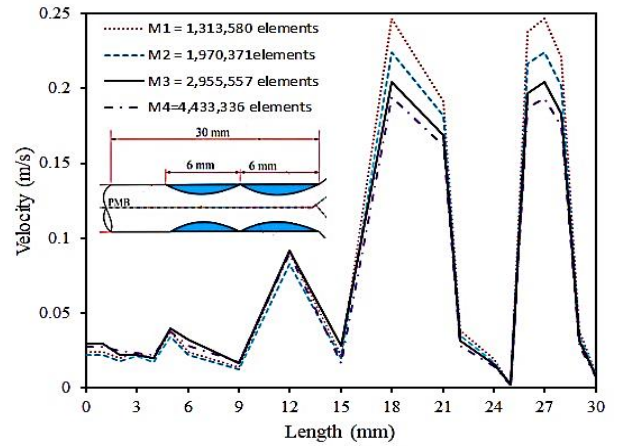 0.25
0.2
0.15
0.1
0.05
0
Velocity (m/s)
M1 = 1,313,580 elements
M2 = 1,970,371elements
M3 = 2,955,557 elements
M4=4,433,336 elements
30 mm
6 mm
6 mm
PMB
0 3 6 9 12 15 18 21 24 27 30
Length (mm)